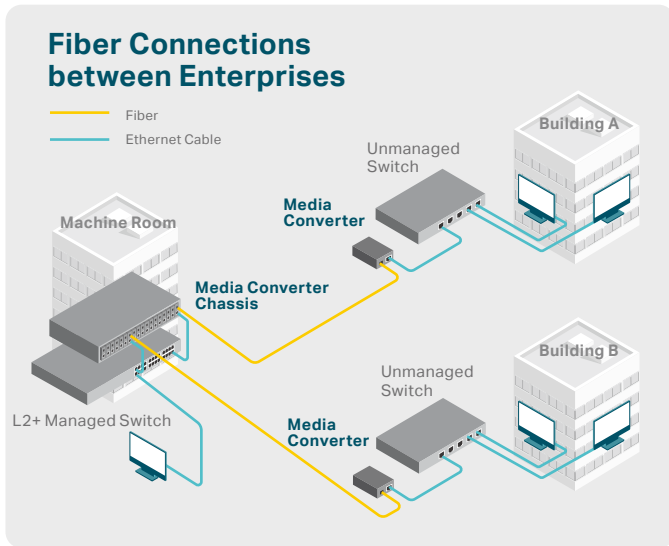 Fiber Connections
between Enterprises
Fiber
Ethernet Cable
Building A
Unmanaged
Switch
Media
Converter
Machine Room
Media Converter
Chassis
Building B
Unmanaged
Switch
L2+ Managed Switch
Media
Converter